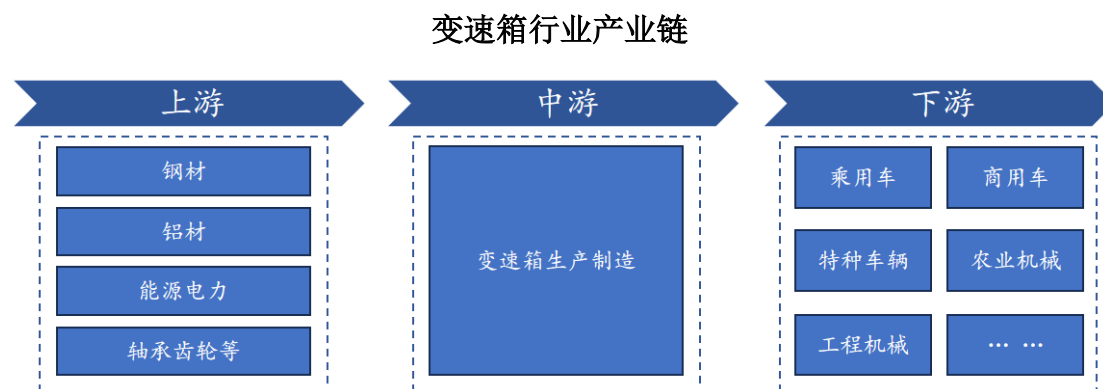 变速箱行业产业链
上游
中游
下游
钢材
铝材
能源电力
轴承齿轮等
变速箱生产制造
乘用车
商用车
特种车辆
农业机械
工程机械
… …